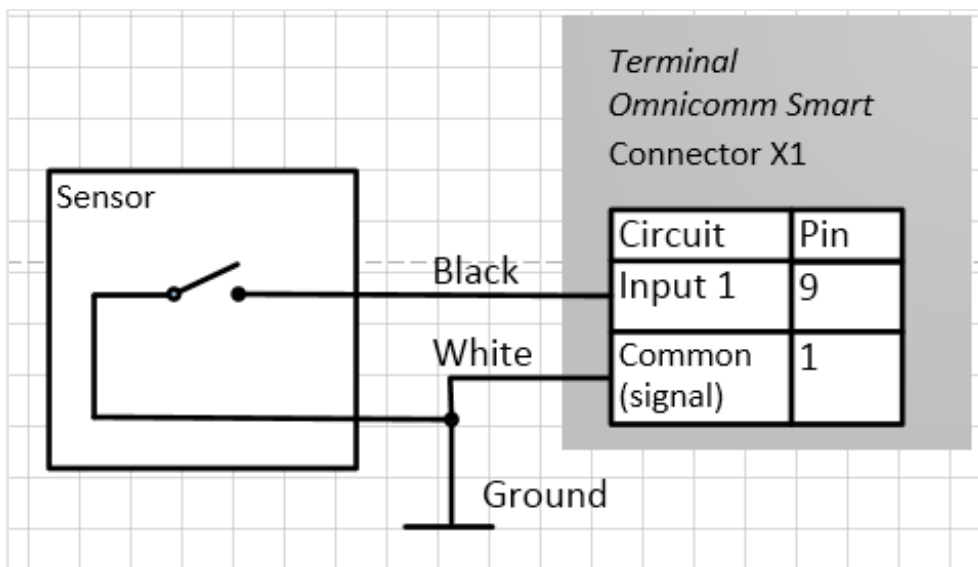 Terminal
Omnicomm Smart
Connector X1
Sensor
Circuit Pin
Black
Input 1 9
White
Common 1
(signal)
Ground